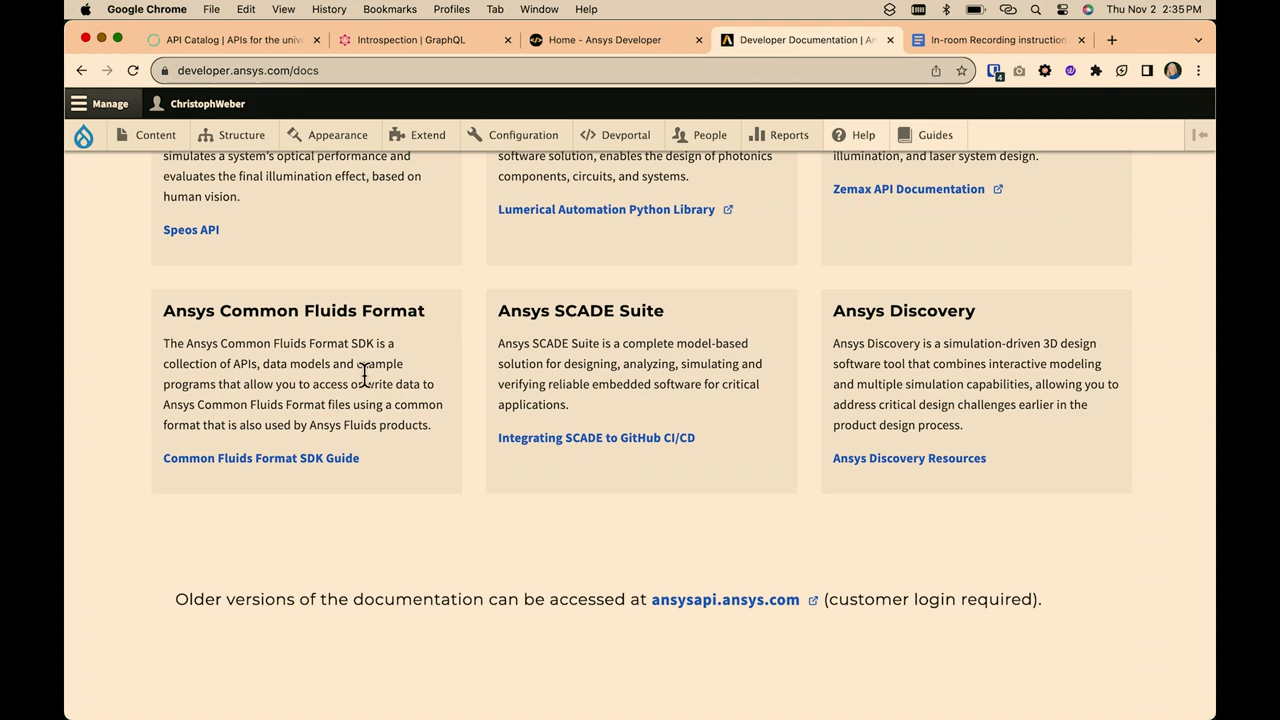 Google Chrome File Edit View History Bookmarks Profiles Tab Window Help Thu Nov 2 2:35 PM
API Catalog | APIs for the unive Introspection | GraphQL Home - Ansys Developer Developer Documentation | An In-room Recording instruction
developer.ansys.com/docs 4
Manage ChristophWeber
Content Structure Appearance Extend Configuration Devportal People Reports Help Guides
simulates a system's optical performance and
evaluates the final illumination effect, based on
human vision.
Speos API
software solution, enables the design of photonics
components, circuits, and systems.
Lumerical Automation Python Library
illumination, and laser system design.
Zemax API Documentation
Ansys Common Fluids Format
The Ansys Common Fluids Format SDK is a
collection of APIs, data models and example
programs that allow you to access or write data to
Ansys Common Fluids Format files using a common
format that is also used by Ansys Fluids products.
Common Fluids Format SDK Guide
Ansys SCADE Suite
Ansys SCADE Suite is a complete model-based
solution for designing, analyzing, simulating and
verifying reliable embedded software for critical
applications.
Integrating SCADE to GitHub CI/CD
Ansys Discovery
Ansys Discovery is a simulation-driven 3D design
software tool that combines interactive modeling
and multiple simulation capabilities, allowing you to
address critical design challenges earlier in the
product design process.
Ansys Discovery Resources
Older versions of the documentation can be accessed at ansysapi.ansys.com (customer login required).